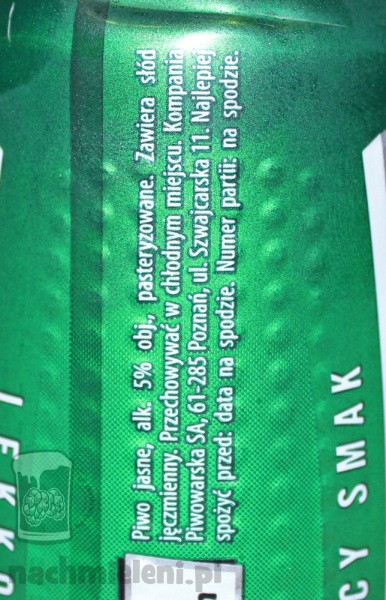 Piwo jasne, alk. 5% obj., pasteryzowane. Zawiera słód
jęczmienny. Przechowywać w chłodnym miejscu. Kompania
Piwowarska SA, 61-285 Poznań, ul. Szwajcarska 11. Najlepiej
spożyć przed: data na spodzie. Numer partii: na spodzie.
CY SMAK
LEKKO
nachmieleni.pl